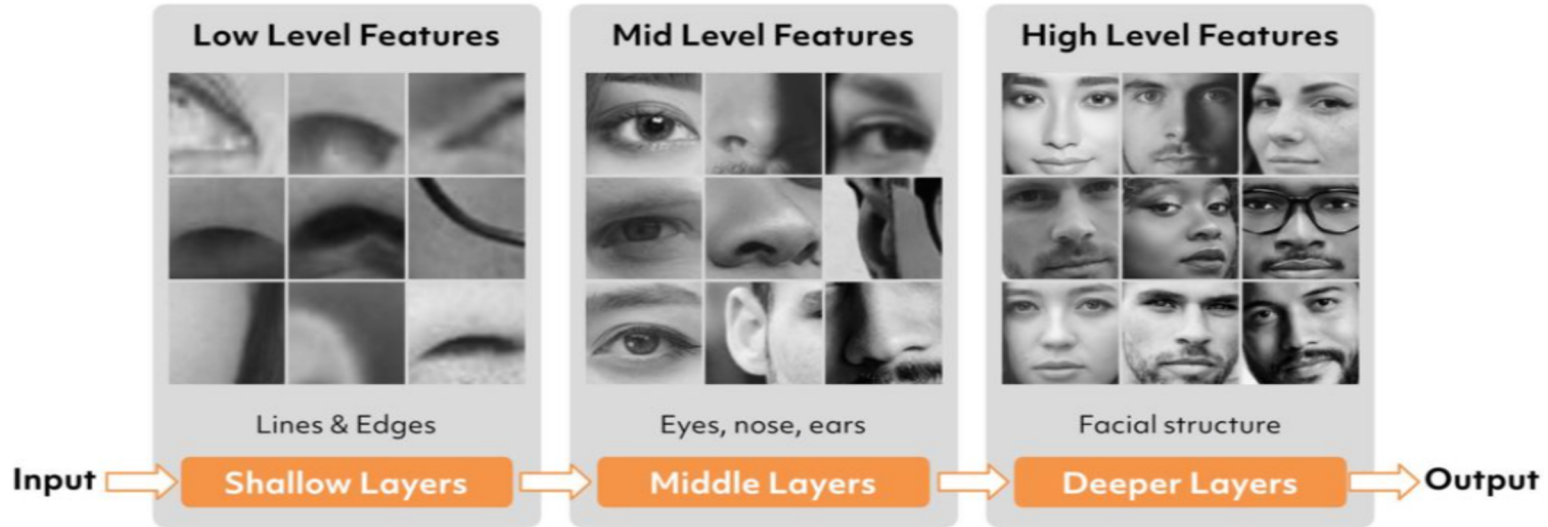 Low Level Features
Mid Level Features
High Level Features
Lines & Edges
Eyes, nose, ears
Facial structure
Input
Shallow Layers
Middle Layers
Deeper Layers
Output